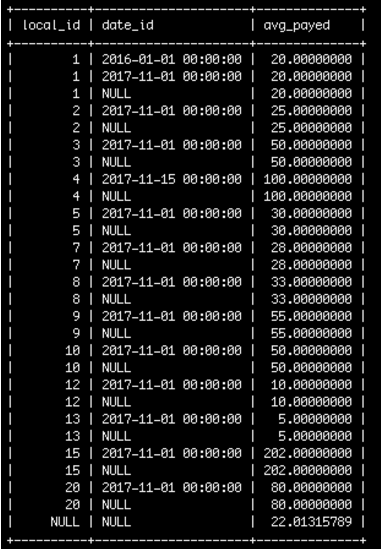 +----------+---------------------+--------------+
| local_id | date_id | avg_payed |
+----------+---------------------+--------------+
| 1 | 2016-01-01 00:00:00 | 20.00000000 |
| 1 | 2017-11-01 00:00:00 | 20.00000000 |
| 1 | NULL | 20.00000000 |
| 2 | 2017-11-01 00:00:00 | 25.00000000 |
| 2 | NULL | 25.00000000 |
| 3 | 2017-11-01 00:00:00 | 50.00000000 |
| 3 | NULL | 50.00000000 |
| 4 | 2017-11-15 00:00:00 | 100.00000000 |
| 4 | NULL | 100.00000000 |
| 5 | 2017-11-01 00:00:00 | 30.00000000 |
| 5 | NULL | 30.00000000 |
| 7 | 2017-11-01 00:00:00 | 28.00000000 |
| 7 | NULL | 28.00000000 |
| 8 | 2017-11-01 00:00:00 | 33.00000000 |
| 8 | NULL | 33.00000000 |
| 9 | 2017-11-01 00:00:00 | 55.00000000 |
| 9 | NULL | 55.00000000 |
| 10 | 2017-11-01 00:00:00 | 50.00000000 |
| 10 | NULL | 50.00000000 |
| 12 | 2017-11-01 00:00:00 | 10.00000000 |
| 12 | NULL | 10.00000000 |
| 13 | 2017-11-01 00:00:00 | 5.00000000 |
| 13 | NULL | 5.00000000 |
| 15 | 2017-11-01 00:00:00 | 202.00000000 |
| 15 | NULL | 202.00000000 |
| 20 | 2017-11-01 00:00:00 | 80.00000000 |
| 20 | NULL | 80.00000000 |
| NULL | NULL | 22.01315789 |
+----------+---------------------+--------------+